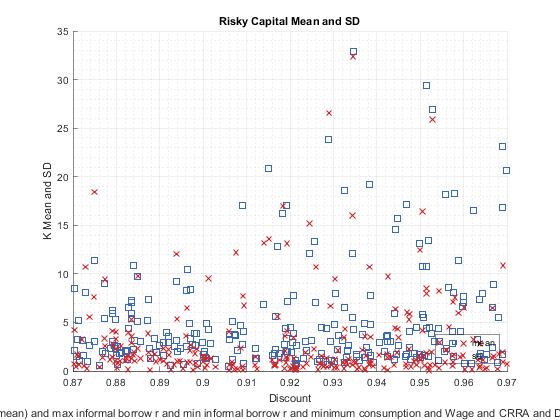 Risky Capital Mean and SD
35
30
25
20
15
10
5
0
K Mean and SD
mean
0.87 0.88 0.89 0.9 0.91 0.92 0.93 0.94 0.95 0.96 0.97
Discount
mean) and max informal borrow r and min informal borrow r and minimum consumption and Wage and CRRA and D